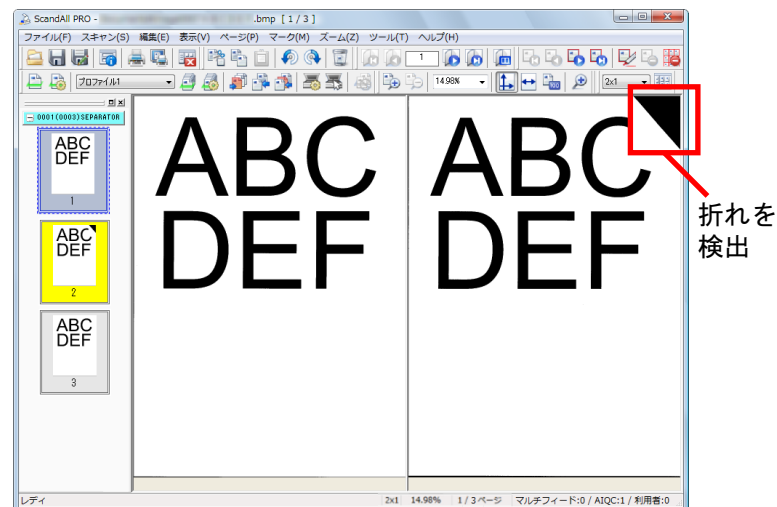 ScandAll PRO - .bmp [ 1 / 3 ]
ファイル(F) スキャン(S) 編集(E) 表示(V) ページ(P) マーク(M) ズーム(Z) ツール(T) ヘルプ(H)
1
プロファイル1 14.98% 100 2x1
0001(0003)SEPARATOR
ABC
DEF
1
ABC
DEF
2
ABC
DEF
3
ABC
DEF
ABC
DEF
折れを
検出
レディ 2x1 14.98% 1 / 3 ページ マルチフィード:0 / AIQC:1 / 利用者:0